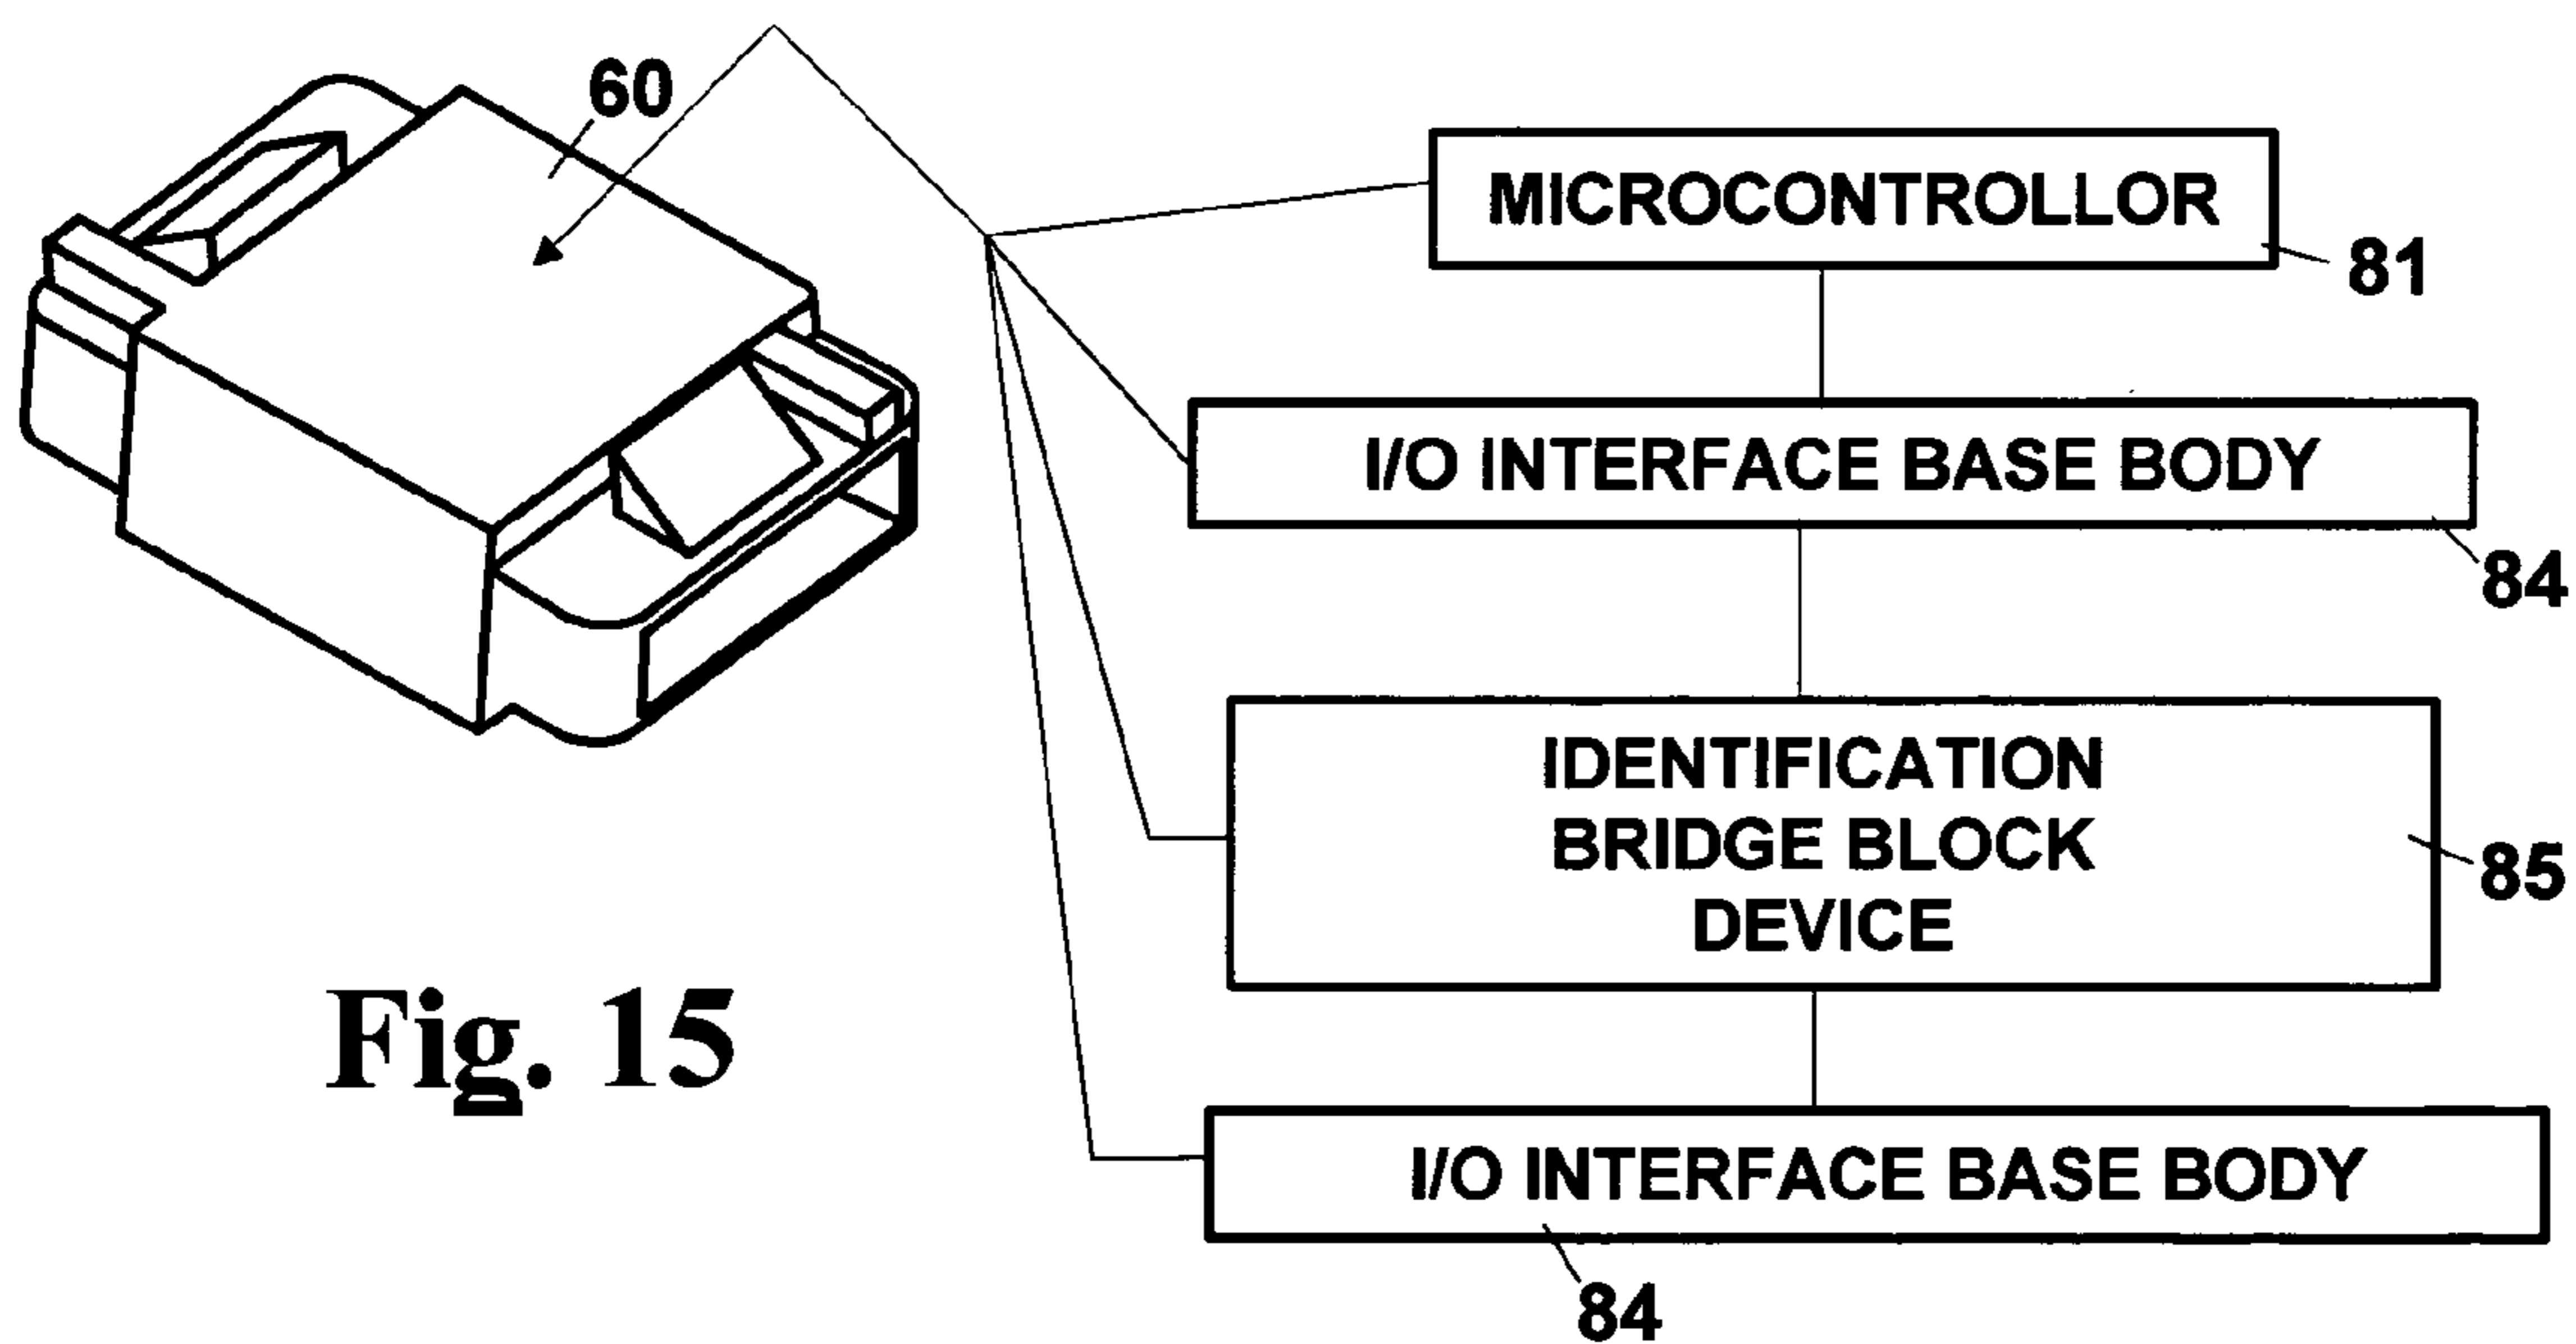 60
MICROCONTROLLOR
81
I/O INTERFACE BASE BODY
84
IDENTIFICATION
BRIDGE BLOCK
DEVICE
85
Fig. 15
I/O INTERFACE BASE BODY
84